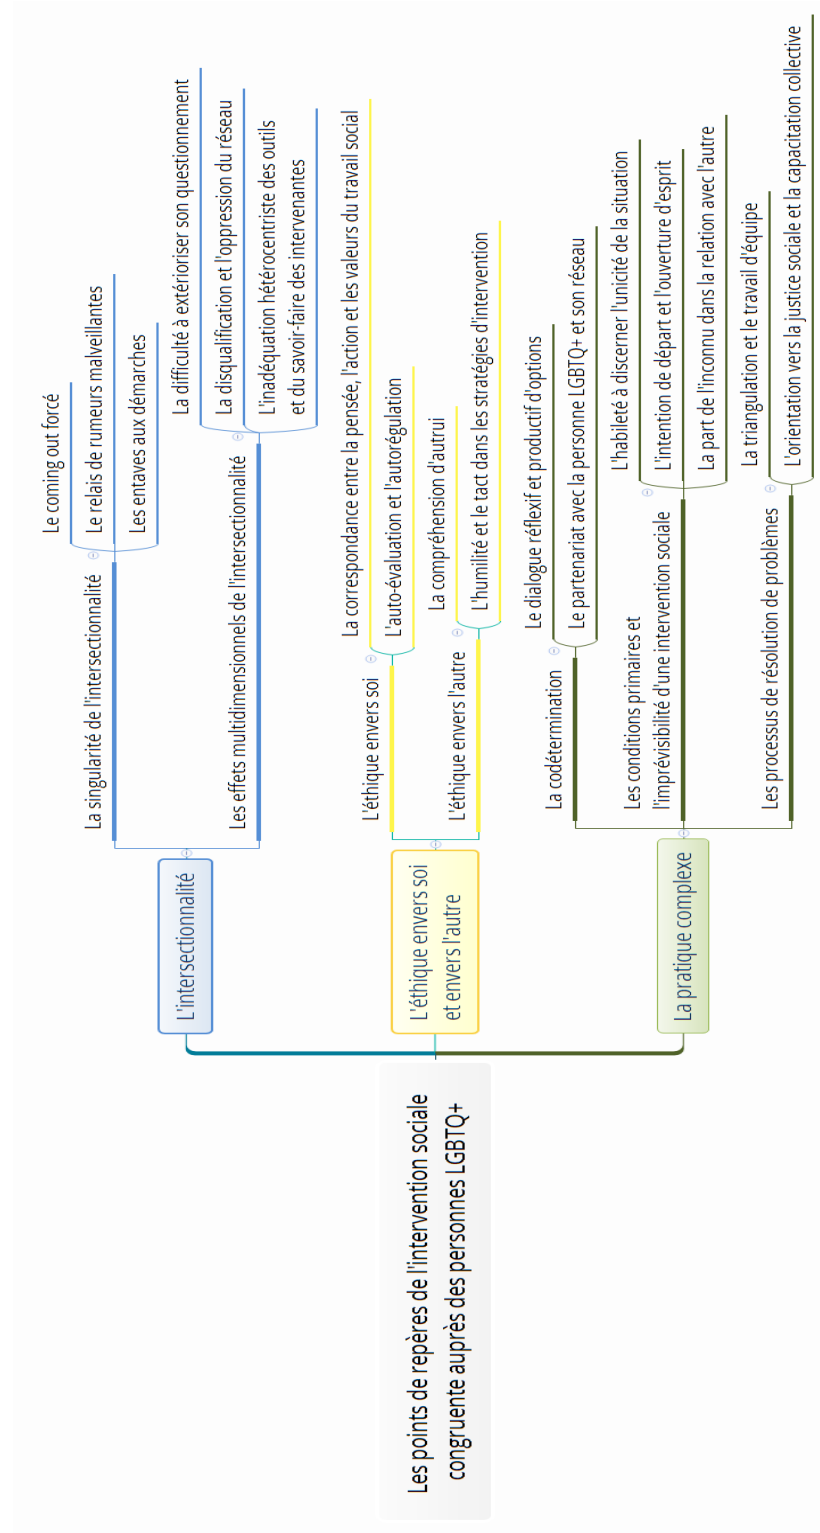 Les points de repères de l'intervention sociale
congruente auprès des personnes LGBTQ+
L'intersectionnalité
La singularité de l'intersectionnalité
Le coming out forcé
Le relais de rumeurs malveillantes
Les entaves aux démarches
Les effets multidimensionnels de l'intersectionnalité
La difficulté à extérioriser son questionnement
La disqualification et l'oppression du réseau
L'inadéquation hétérocentriste des outils
et du savoir-faire des intervenantes
L'éthique envers soi
et envers l'autre
L'éthique envers soi
La correspondance entre la pensée, l'action et les valeurs du travail social
L'auto-évaluation et l'autorégulation
L'éthique envers l'autre
La compréhension d'autrui
L'humilité et le tact dans les stratégies d'intervention
La pratique complexe
La codétermination
Le dialogue réflexif et productif d'options
Le partenariat avec la personne LGBTQ+ et son réseau
Les conditions primaires et
l'imprévisibilité d'une intervention sociale
L'habileté à discerner l'unicité de la situation
L'intention de départ et l'ouverture d'esprit
La part de l'inconnu dans la relation avec l'autre
Les processus de résolution de problèmes
La triangulation et le travail d'équipe
L'orientation vers la justice sociale et la capacitation collective